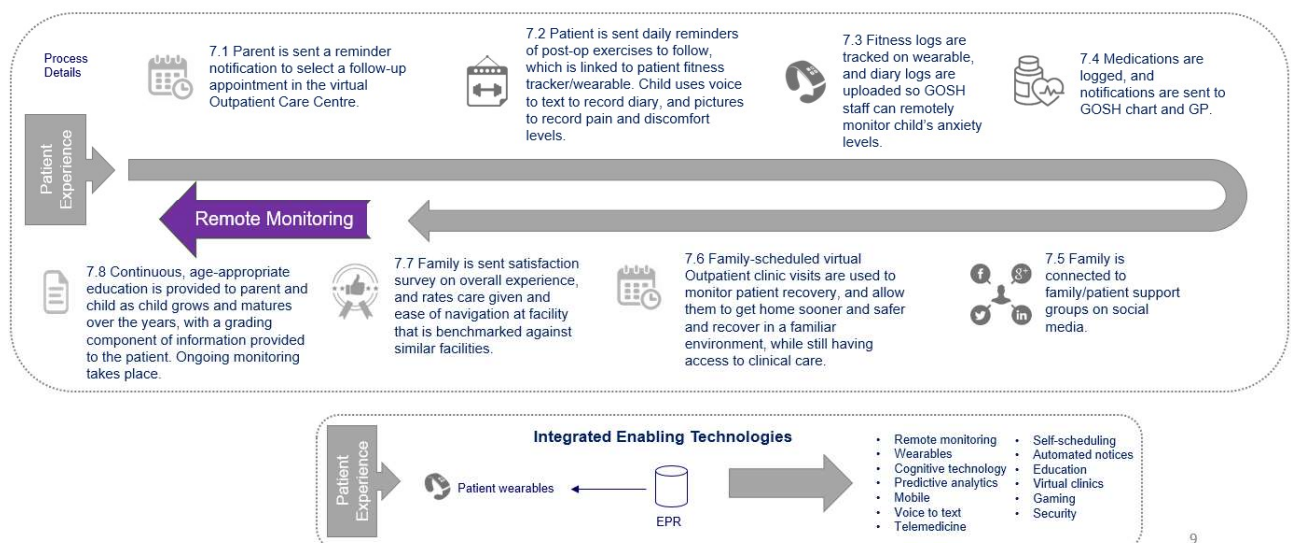 Process
Details
7.1 Parent is sent a reminder
notification to select a follow-up
appointment in the virtual
Outpatient Care Centre.
7.2 Patient is sent daily reminders
of post-op exercises to follow,
which is linked to patient fitness
tracker/wearable. Child uses voice
to text to record diary, and pictures
to record pain and discomfort
levels.
7.3 Fitness logs are
tracked on wearable,
and diary logs are
uploaded so GOSH
staff can remotely
monitor child's anxiety
levels.
7.4 Medications are
logged, and
notifications are sent to
GOSH chart and GP.
Patient
Experience
Remote Monitoring
7.8 Continuous, age-appropriate
education is provided to parent and
child as child grows and matures
over the years, with a grading
component of information provided
to the patient. Ongoing monitoring
takes place.
7.7 Family is sent satisfaction
survey on overall experience,
and rates care given and
ease of navigation at facility
that is benchmarked against
similar facilities.
7.6 Family-scheduled virtual
Outpatient clinic visits are used to
monitor patient recovery, and allow
them to get home sooner and safer
and recover in a familiar
environment, while still having
access to clinical care.
f
g+
in
7.5 Family is
connected to
family/patient support
groups on social
media.
Patient
Experience
Integrated Enabling Technologies
Patient wearables
EPR
• Remote monitoring
• Wearables
• Cognitive technology
• Predictive analytics
• Mobile
• Voice to text
• Telemedicine
• Self-scheduling
• Automated notices
• Education
• Virtual clinics
• Gaming
• Security
9